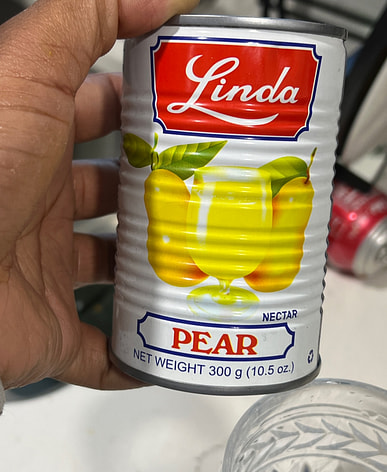 Linda
NECTAR
PEAR
NET WEIGHT 300 g (10.5 oz.)